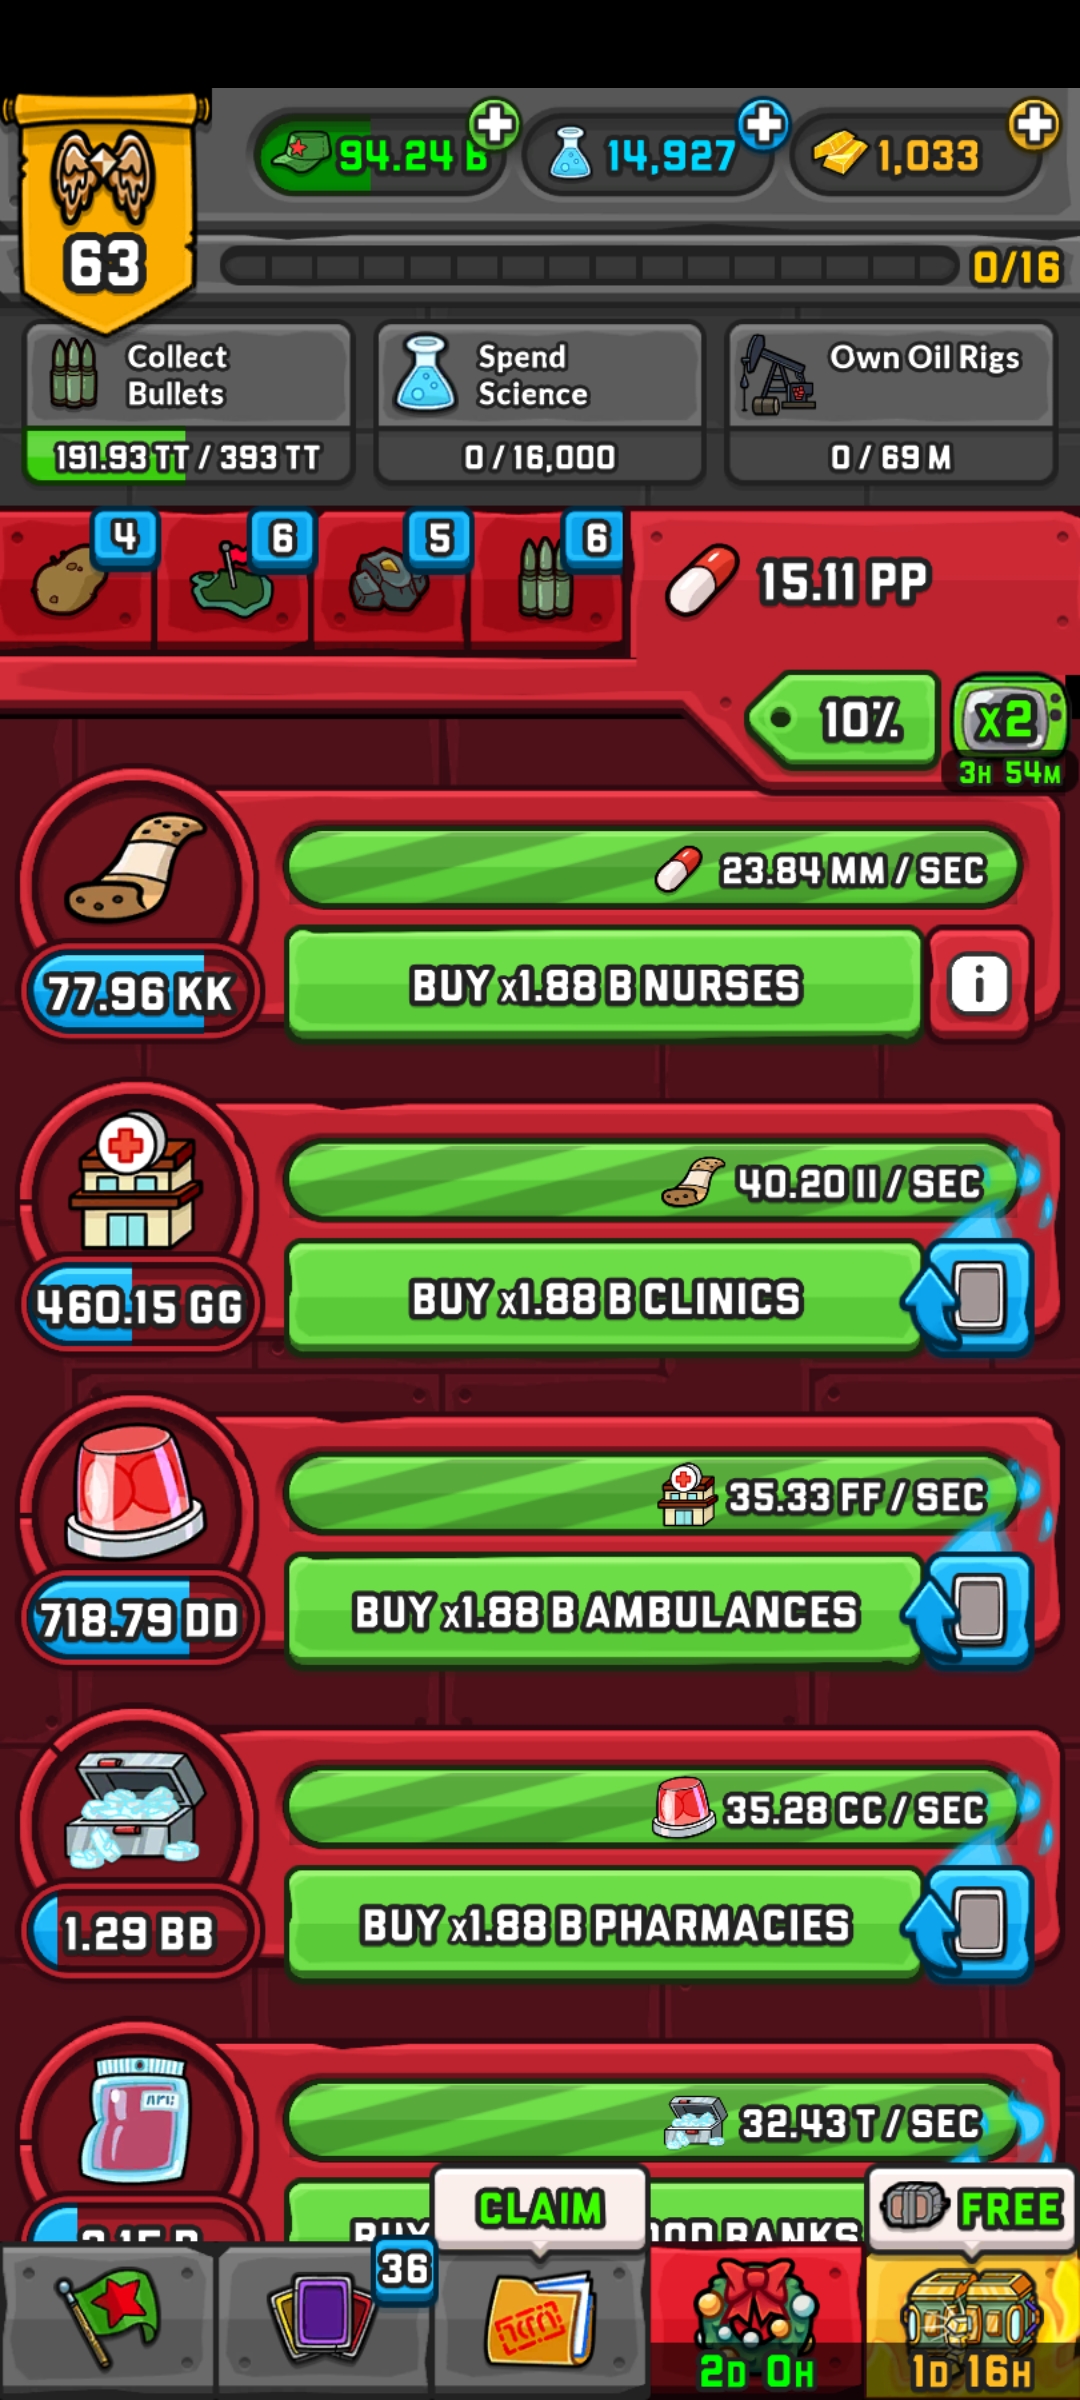 94.24 B
14,927
1,033
63
0/16
Collect
Bullets
191.93 TT / 393 TT
Spend
Science
0 / 16,000
Own Oil Rigs
0 / 69 M
4
6
5
6
15.11 PP
10%
x2
3H 54M
23.84 MM / SEC
77.96 KK
BUY x1.88 B NURSES
i
40.20 II / SEC
460.15 GG
BUY x1.88 B CLINICS
35.33 FF / SEC
718.79 DD
BUY x1.88 B AMBULANCES
35.28 CC / SEC
1.29 BB
BUY x1.88 B PHARMACIES
32.43 T / SEC
BUY
BANKS
CLAIM
FREE
36
2D 0H
1D 16H